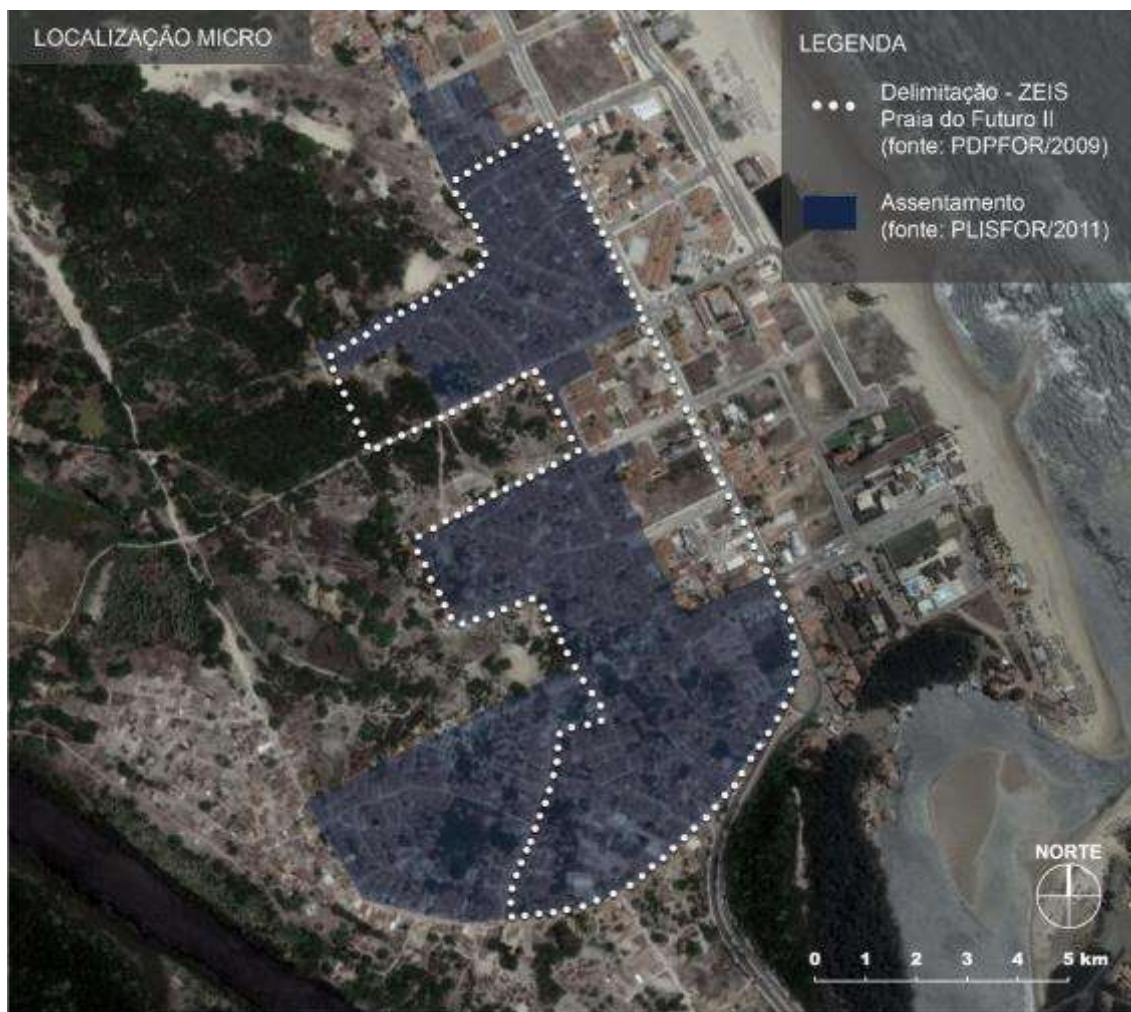 LOCALIZAÇÃO MICRO
LEGENDA
Delimitação - ZEIS
Praia do Futuro II
(fonte: PDPFOR/2009)
Assentamento
(fonte: PLISFOR/2011)
NORTE
0 1 2 3 4 5 km